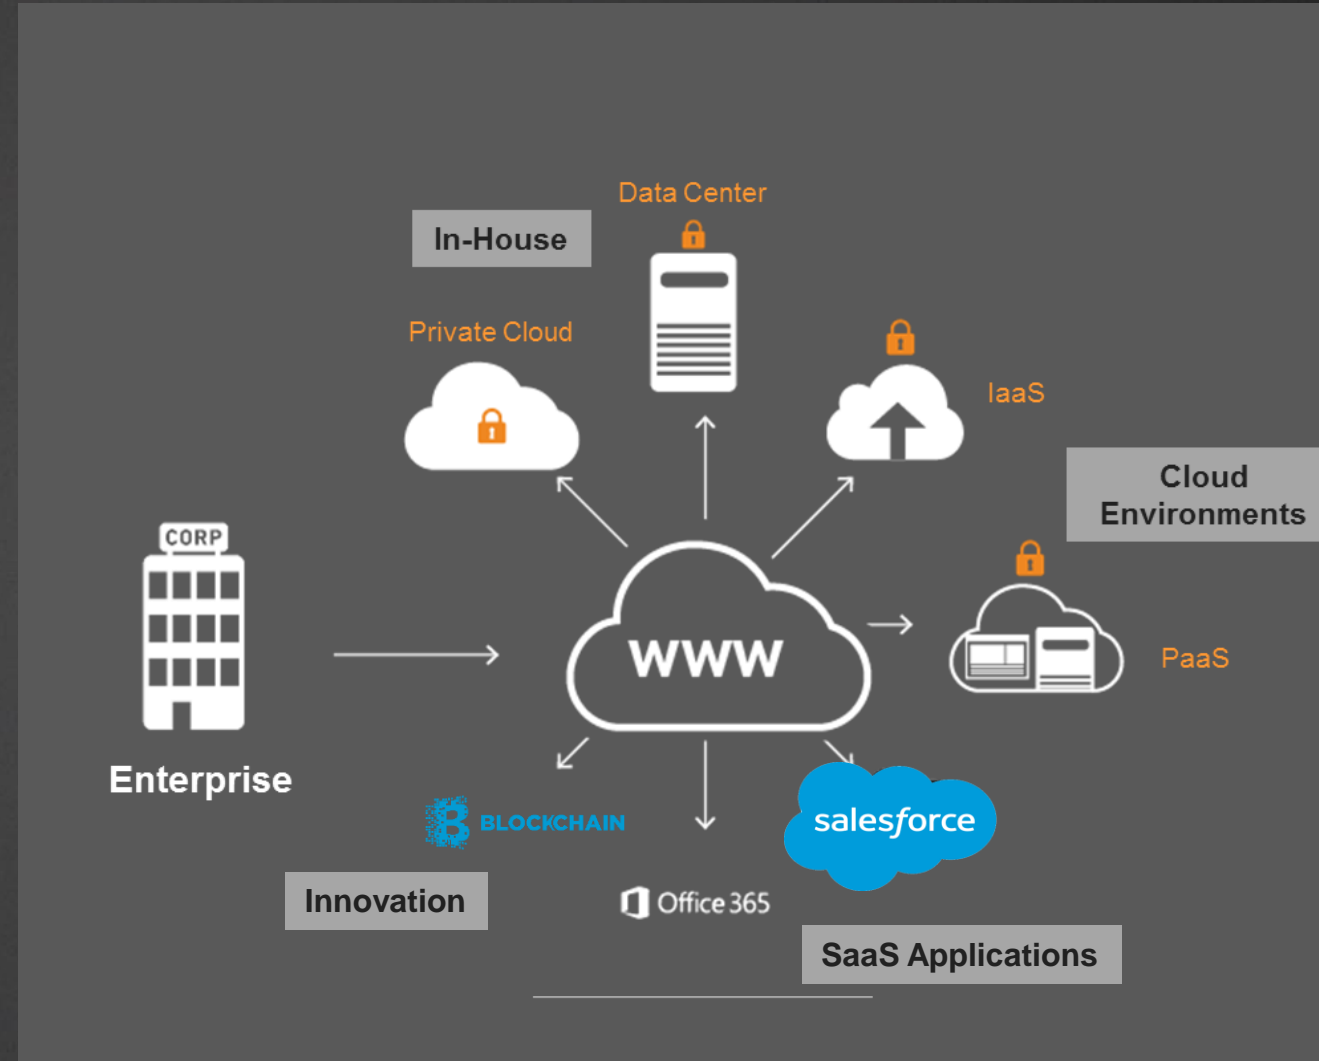 Data Center
In-House
Private Cloud
IaaS
Cloud
Environments
CORP
WWW
PaaS
Enterprise
BLOCKCHAIN
salesforce
Innovation
Office 365
SaaS Applications